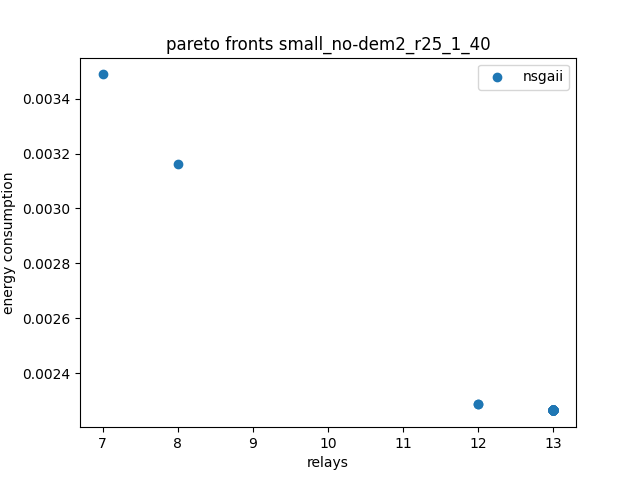 pareto fronts small_no-dem2_r25_1_40
nsgaii
energy consumption
0.0034
0.0032
0.0030
0.0028
0.0026
0.0024
7 8 9 10 11 12 13
relays